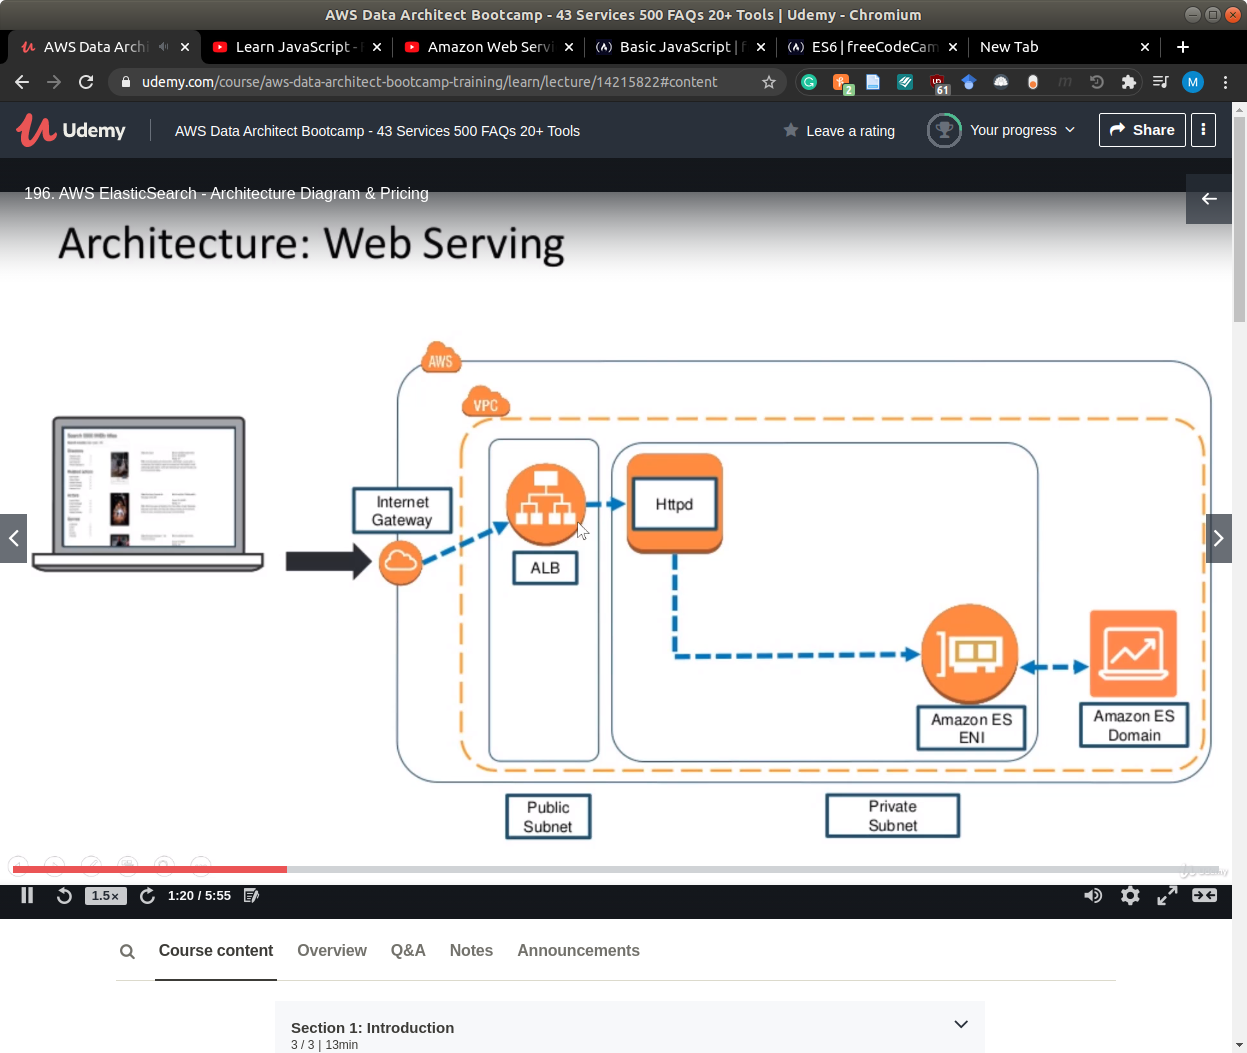 AWS Data Architect Bootcamp - 43 Services 500 FAQs 20+ Tools | Udemy - Chromium
AWS Data Archi
Learn JavaScript -
Amazon Web Servi
Basic JavaScript | f
ES6 | freeCodeCam
New Tab
udemy.com/course/aws-data-architect-bootcamp-training/learn/lecture/14215822#content
2
61
M
Udemy
AWS Data Architect Bootcamp - 43 Services 500 FAQs 20+ Tools
Leave a rating
Your progress
Share
196. AWS ElasticSearch - Architecture Diagram & Pricing
Architecture: Web Serving
AWS
VPC
Internet
Gateway
Httpd
ALB
Amazon ES
ENI
Amazon ES
Domain
Public
Subnet
Private
Subnet
1.5×
1:20 / 5:55
Course content
Overview
Q&A
Notes
Announcements
Section 1: Introduction
3 / 3 | 13min